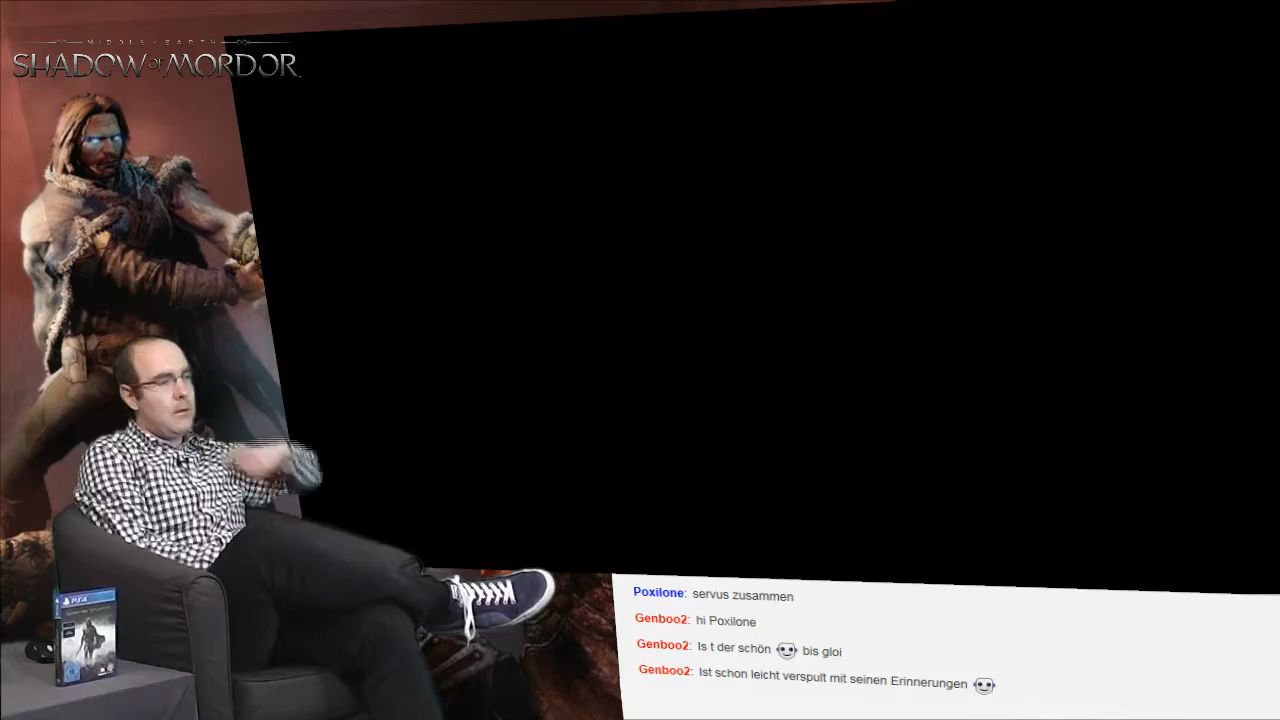 MIDDLE-EARTH
SHADOW OF MORDOR
Poxilone: servus zusammen
Genboo2: hi Poxilone
Genboo2: Is t der schön bis gloi
Genboo2: Ist schon leicht verspult mit seinen Erinnerungen
PS4